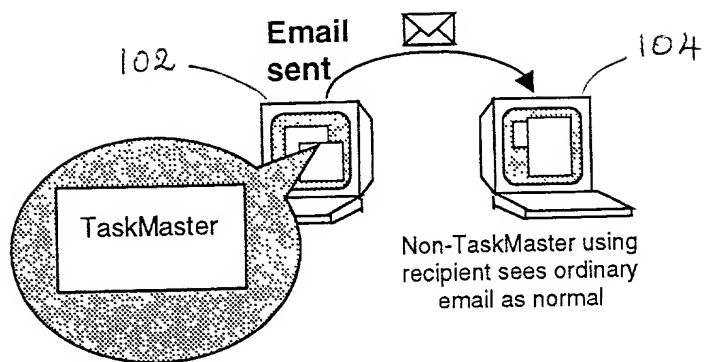 Email
sent
102
104
TaskMaster
Non-TaskMaster using
recipient sees ordinary
email as normal